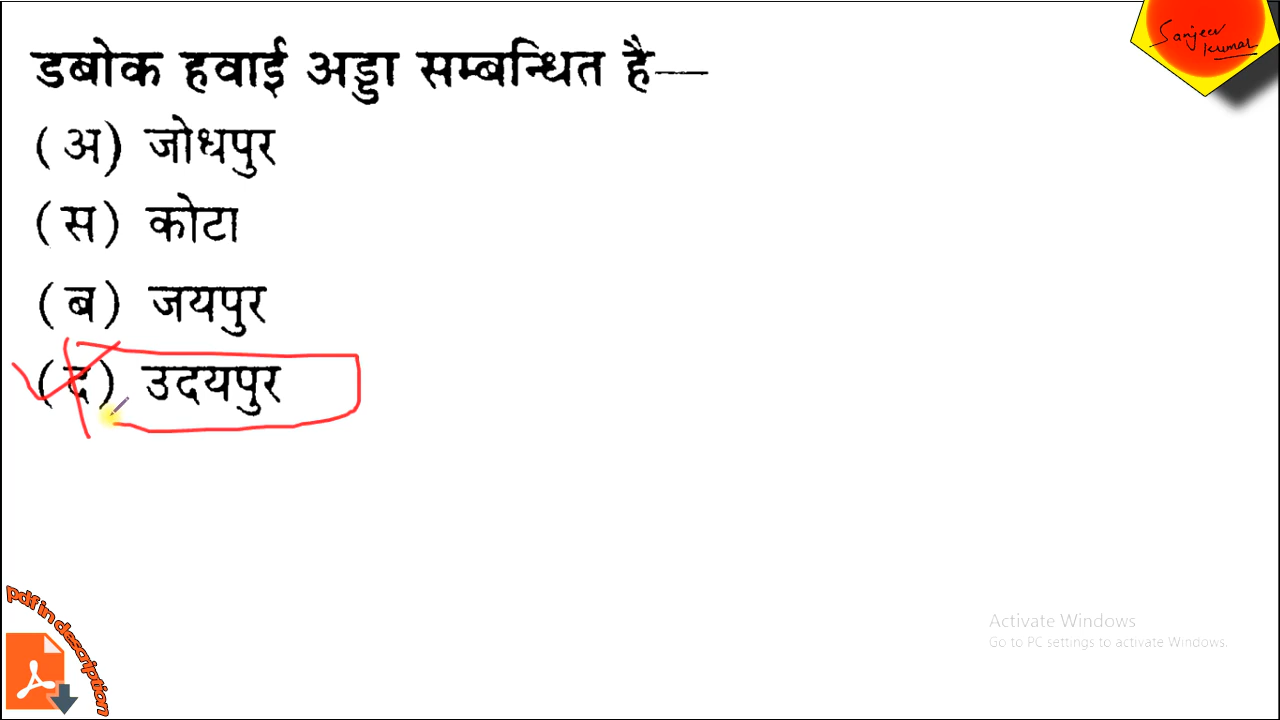 Sanjeev
Kumar
डबोक हवाई अड्डा सम्बन्धित है—
(अ) जोधपुर
(स) कोटा
(ब) जयपुर
(द) उदयपुर
pdf in description
Activate Windows
Go to PC settings to activate Windows.